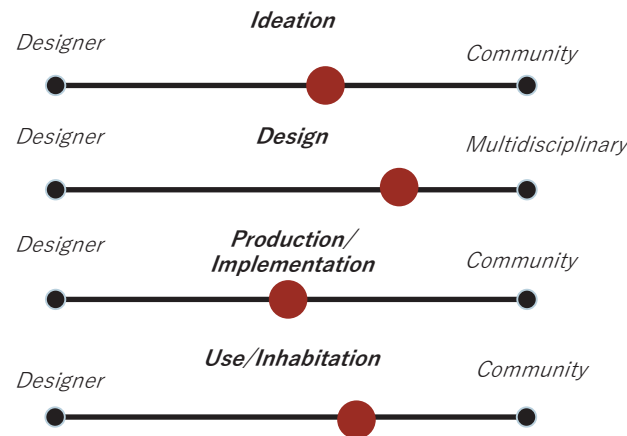 Ideation
Designer
Community
Designer
Design
Multidisciplinary
Designer
Production/
Implementation
Community
Use/Inhabitation
Designer
Community